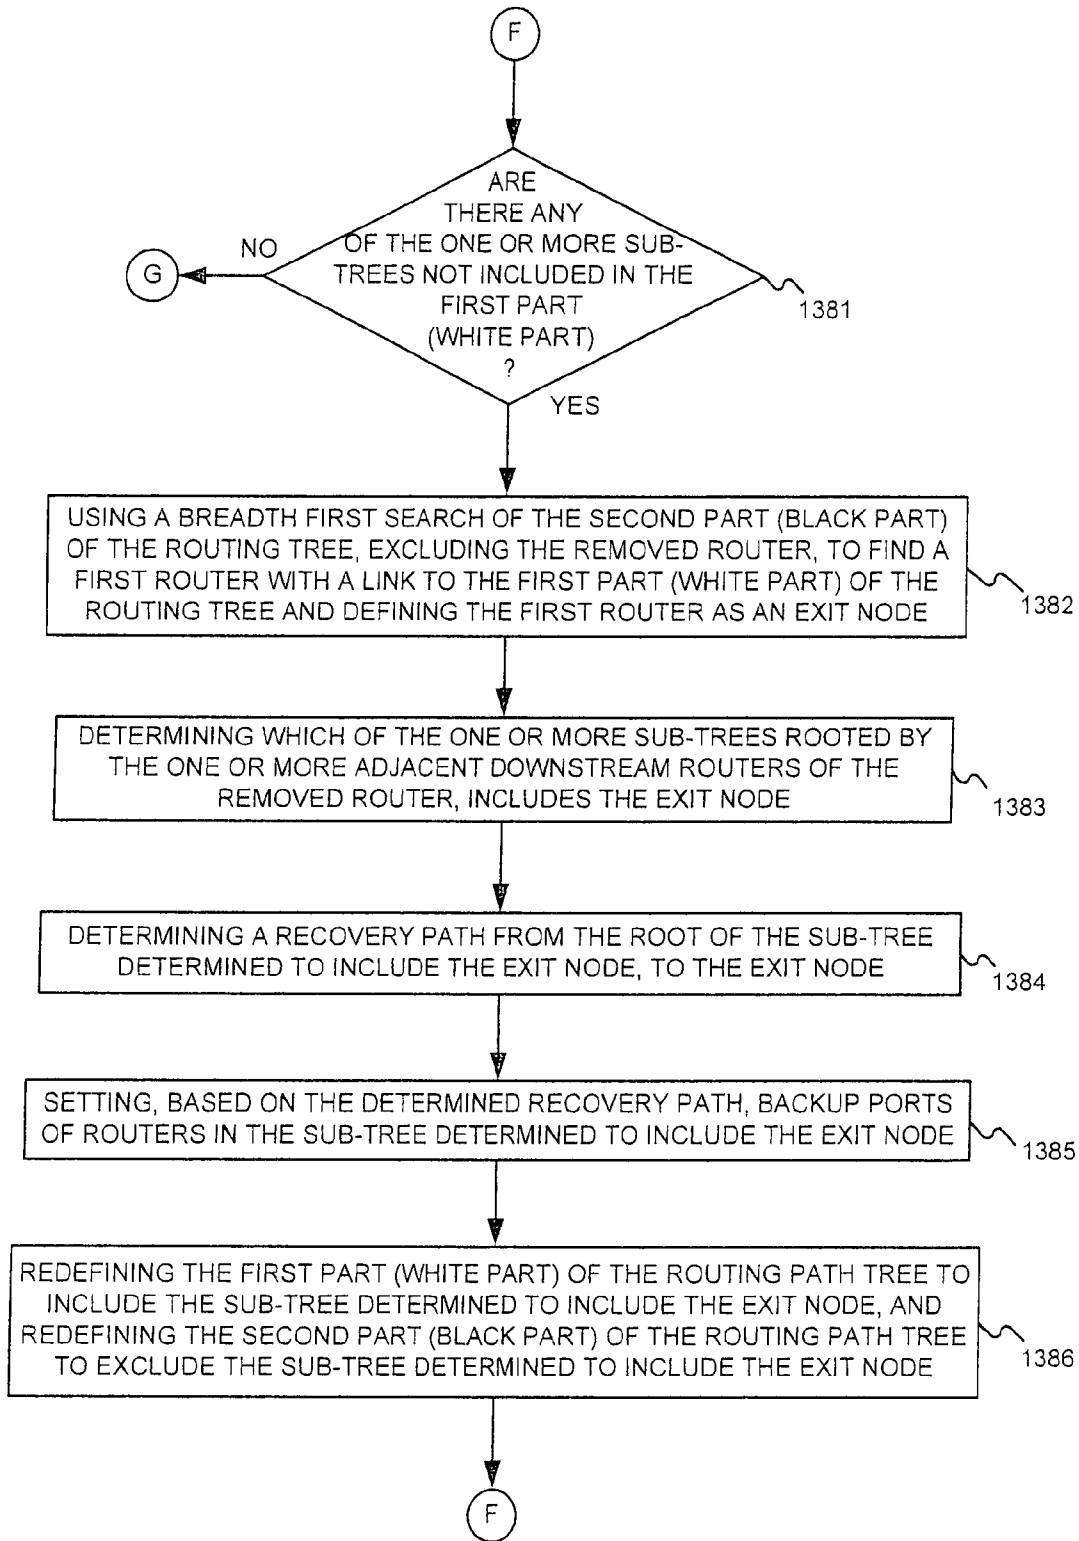 F
ARE
THERE ANY
OF THE ONE OR MORE SUB-
TREES NOT INCLUDED IN THE
FIRST PART
(WHITE PART)
?
NO
G
1381
YES
USING A BREADTH FIRST SEARCH OF THE SECOND PART (BLACK PART)
OF THE ROUTING TREE, EXCLUDING THE REMOVED ROUTER, TO FIND A
FIRST ROUTER WITH A LINK TO THE FIRST PART (WHITE PART) OF THE
ROUTING TREE AND DEFINING THE FIRST ROUTER AS AN EXIT NODE
1382
DETERMINING WHICH OF THE ONE OR MORE SUB-TREES ROOTED BY
THE ONE OR MORE ADJACENT DOWNSTREAM ROUTERS OF THE
REMOVED ROUTER, INCLUDES THE EXIT NODE
1383
DETERMINING A RECOVERY PATH FROM THE ROOT OF THE SUB-TREE
DETERMINED TO INCLUDE THE EXIT NODE, TO THE EXIT NODE
1384
SETTING, BASED ON THE DETERMINED RECOVERY PATH, BACKUP PORTS
OF ROUTERS IN THE SUB-TREE DETERMINED TO INCLUDE THE EXIT NODE
1385
REDEFINING THE FIRST PART (WHITE PART) OF THE ROUTING PATH TREE TO
INCLUDE THE SUB-TREE DETERMINED TO INCLUDE THE EXIT NODE, AND
REDEFINING THE SECOND PART (BLACK PART) OF THE ROUTING PATH TREE
TO EXCLUDE THE SUB-TREE DETERMINED TO INCLUDE THE EXIT NODE
1386
F